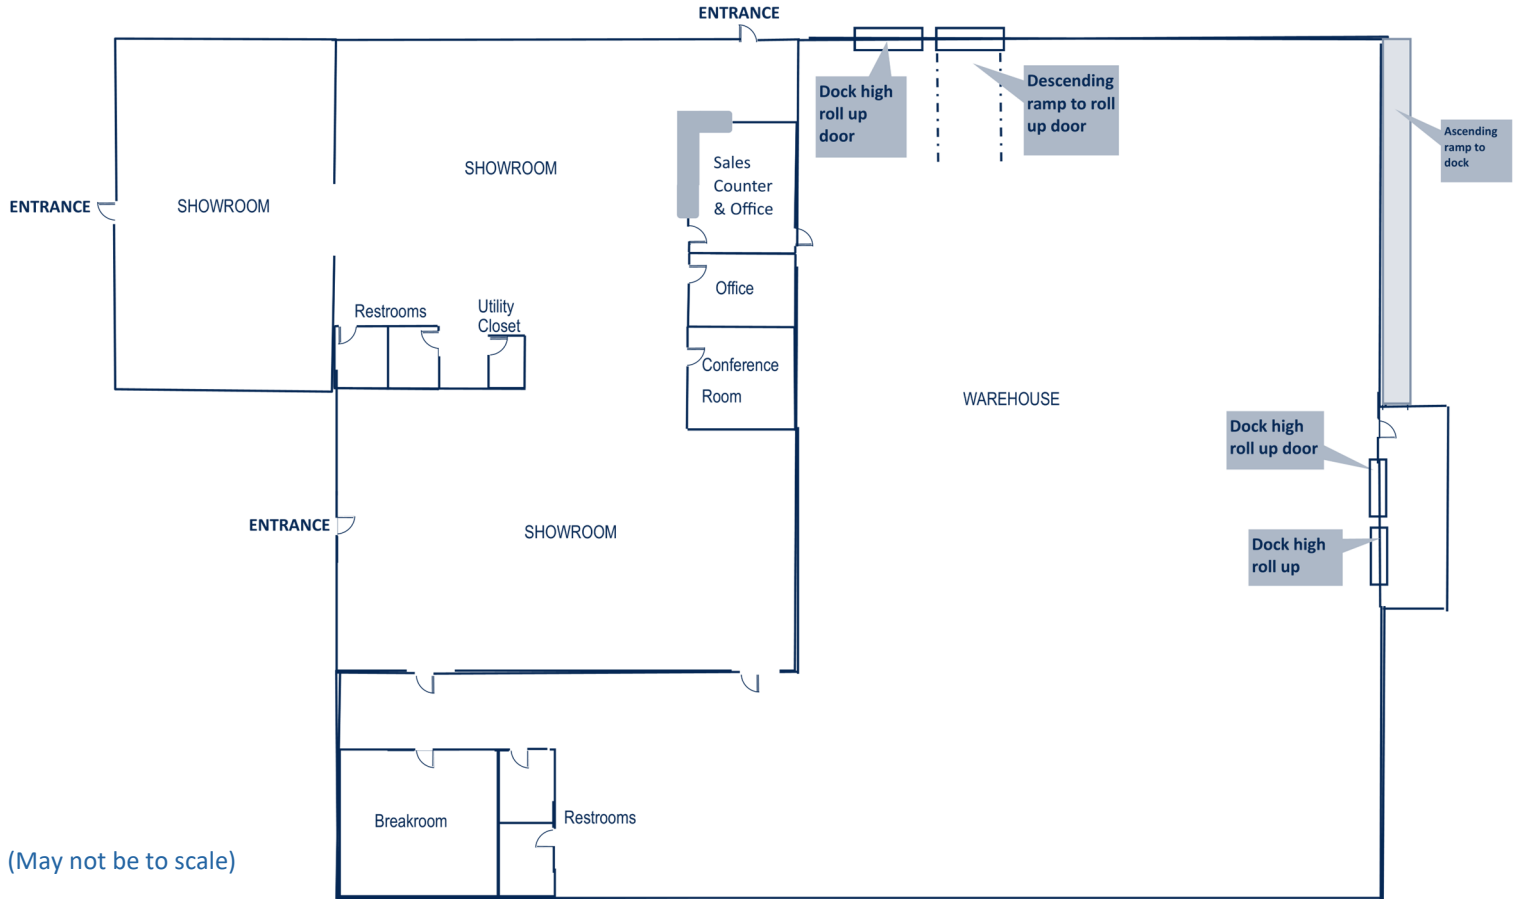 ENTRANCE
Dock high
roll up
door
Descending
ramp to roll
up door
Ascending
ramp to
dock
SHOWROOM
Sales
Counter
& Office
ENTRANCE
SHOWROOM
Office
Restrooms
Utility
Closet
Conference
Room
WAREHOUSE
Dock high
roll up door
ENTRANCE
SHOWROOM
Dock high
roll up
Breakroom
Restrooms
(May not be to scale)